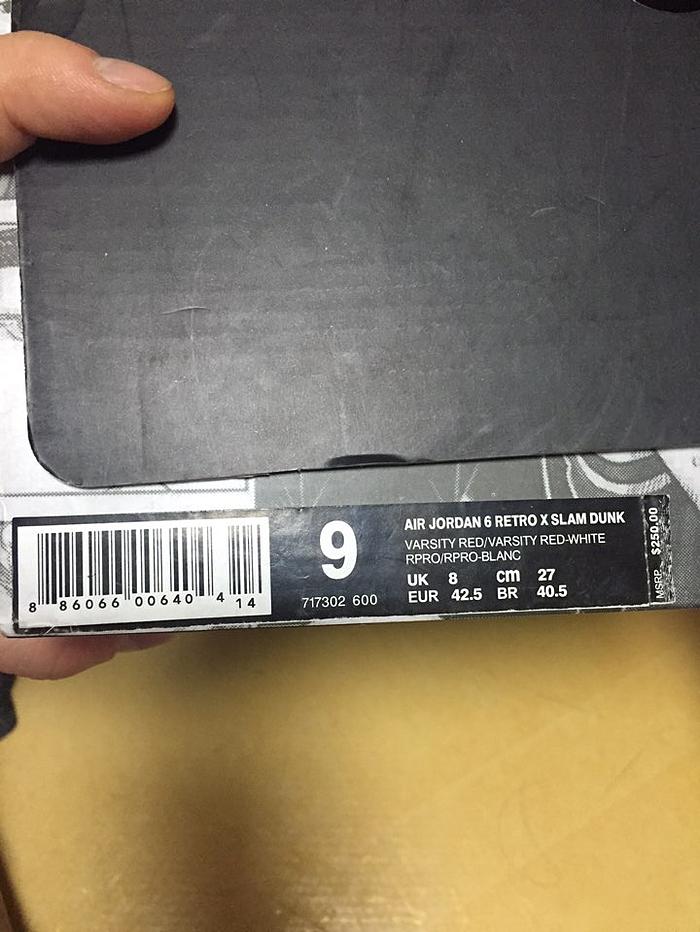 8 86066 00640 4 14
9
717302 600
AIR JORDAN 6 RETRO X SLAM DUNK
VARSITY RED/VARSITY RED-WHITE
RPRO/RPRO-BLANC
UK 8 cm 27
EUR 42.5 BR 40.5
MSRP $250.00